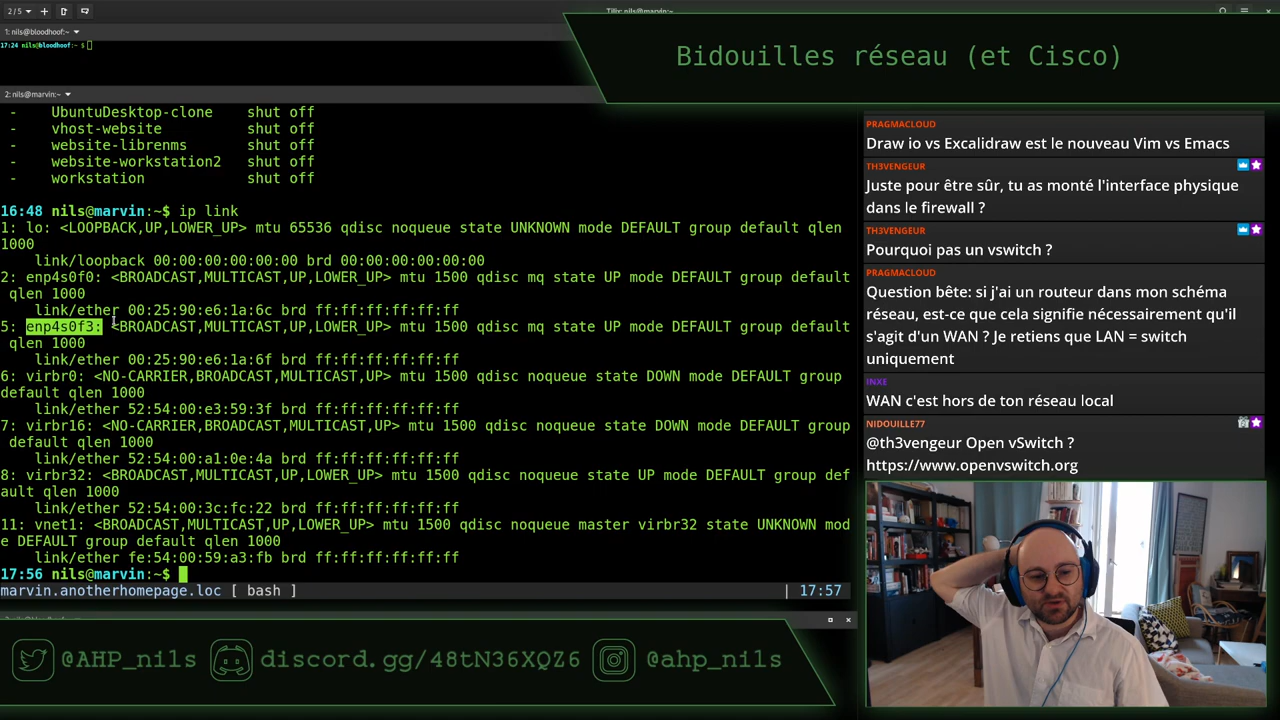 2 / 5
1: nils@bloodhoof:~
17:24 nils@bloodhoof:~ $
Bidouilles réseau (et Cisco)
2: nils@marvin:~
- UbuntuDesktop-clone shut off
- vhost-website shut off
- website-librenms shut off
- website-workstation2 shut off
- workstation shut off
16:48 nils@marvin:~$ ip link
1: lo: <LOOPBACK,UP,LOWER_UP> mtu 65536 qdisc noqueue state UNKNOWN mode DEFAULT group default qlen
1000
link/loopback 00:00:00:00:00:00 brd 00:00:00:00:00:00
2: enp4s0f0: <BROADCAST,MULTICAST,UP,LOWER_UP> mtu 1500 qdisc mq state UP mode DEFAULT group default
qlen 1000
link/ether 00:25:90:e6:1a:6c brd ff:ff:ff:ff:ff:ff
5: enp4s0f3: <BROADCAST,MULTICAST,UP,LOWER_UP> mtu 1500 qdisc mq state UP mode DEFAULT group default
qlen 1000
link/ether 00:25:90:e6:1a:6f brd ff:ff:ff:ff:ff:ff
6: virbr0: <NO-CARRIER,BROADCAST,MULTICAST,UP> mtu 1500 qdisc noqueue state DOWN mode DEFAULT group
default qlen 1000
link/ether 52:54:00:e3:59:3f brd ff:ff:ff:ff:ff:ff
7: virbr16: <NO-CARRIER,BROADCAST,MULTICAST,UP> mtu 1500 qdisc noqueue state DOWN mode DEFAULT group
default qlen 1000
link/ether 52:54:00:a1:0e:4a brd ff:ff:ff:ff:ff:ff
8: virbr32: <BROADCAST,MULTICAST,UP,LOWER_UP> mtu 1500 qdisc noqueue state UP mode DEFAULT group def
ault qlen 1000
link/ether 52:54:00:3c:fc:22 brd ff:ff:ff:ff:ff:ff
11: vnet1: <BROADCAST,MULTICAST,UP,LOWER_UP> mtu 1500 qdisc noqueue master virbr32 state UNKNOWN mod
e DEFAULT group default qlen 1000
link/ether fe:54:00:59:a3:fb brd ff:ff:ff:ff:ff:ff
17:56 nils@marvin:~$
marvin.anotherhomepage.loc [ bash ] | 17:57
PRAGMACLOUD
Draw io vs Excalidraw est le nouveau Vim vs Emacs
TH3VENGEUR
Juste pour être sûr, tu as monté l'interface physique
dans le firewall ?
TH3VENGEUR
Pourquoi pas un vswitch ?
PRAGMACLOUD
Question bête: si j'ai un routeur dans mon schéma
réseau, est-ce que cela signifie nécessairement qu'il
s'agit d'un WAN ? Je retiens que LAN = switch
uniquement
INXE
WAN c'est hors de ton réseau local
NIDOUILLE77
@th3vengeur Open vSwitch ?
https://www.openvswitch.org
@AHP_nils discord.gg/48tN36XQZ6 @ahp_nils